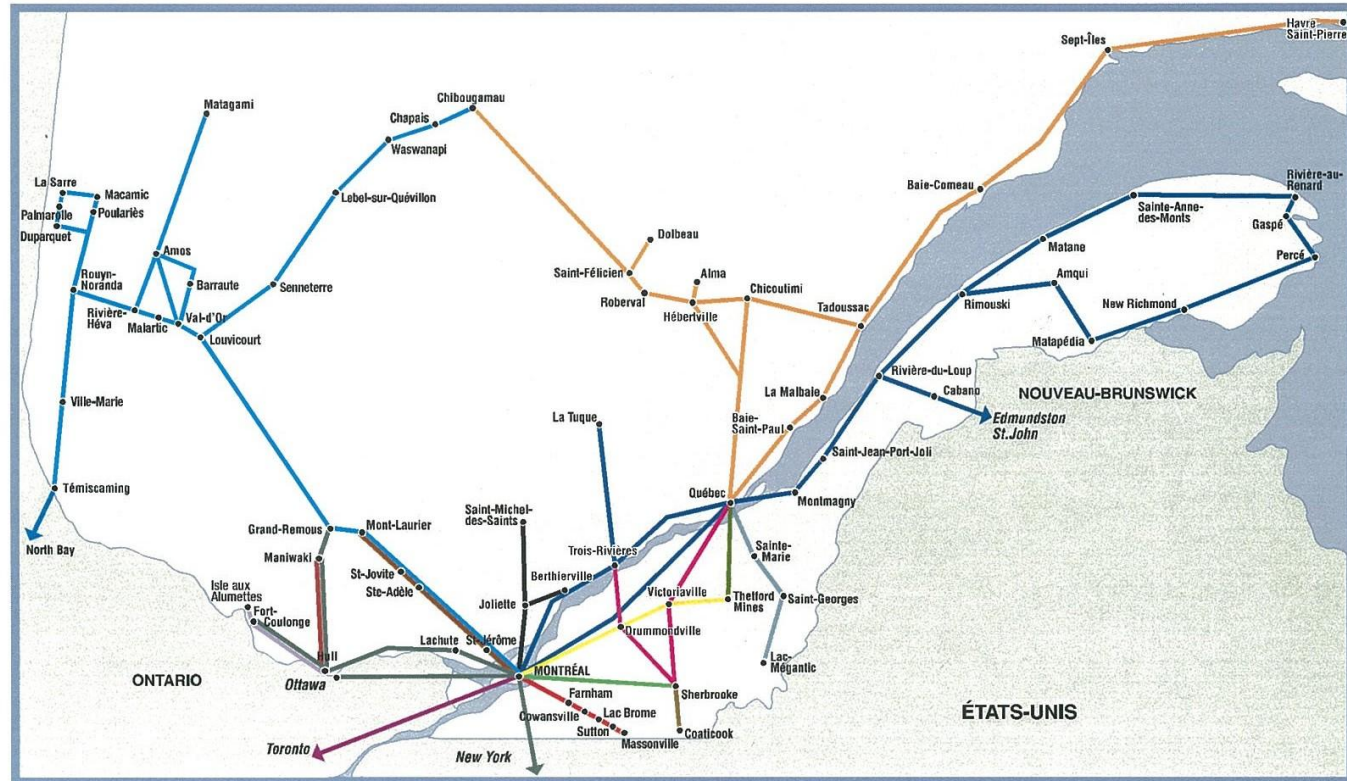 Havre
Saint-Pierre
Sept-Îles
Matagami
Chibougamau
Chapais
Waswanapi
La Sarre
Macamic
Palmarolle
Poulariès
Duparquet
Lebel-sur-Quévillon
Baie-Comeau
Rivière-au-
Renard
Sainte-Anne-
des-Monts
Gaspé
Dolbeau
Matane
Amos
Percé
Rouyn-
Noranda
Barraute
Senneterre
Saint-Félicien
Alma
Amqui
Roberval
Chicoutimi
Hébertville
Tadoussac
Rimouski
New Richmond
Rivière-
Héva
Malartic
Val-d'Or
Louvicourt
Matapédia
Rivière-du-Loup
La Malbaie
Cabano
NOUVEAU-BRUNSWICK
Ville-Marie
Edmundston
St.John
La Tuque
Baie-
Saint-Paul
Saint-Jean-Port-Joli
Témiscaming
Québec
Montmagny
Saint-Michel-
des-Saints
Grand-Remous
Mont-Laurier
North Bay
Maniwaki
Trois-Rivières
Sainte-
Marie
St-Jovite
Berthierville
Isle aux
Alumettes
Ste-Adèle
Victoriaville
Thetford
Mines
Saint-Georges
Joliette
Fort-
Coulonge
Drummondville
Lachute
St-Jérôme
Hull
Lac-
Mégantic
MONTRÉAL
ONTARIO
Ottawa
Sherbrooke
Farnham
Cowansville
Lac Brome
ÉTATS-UNIS
Sutton
Massonville
Coaticook
Toronto
New York